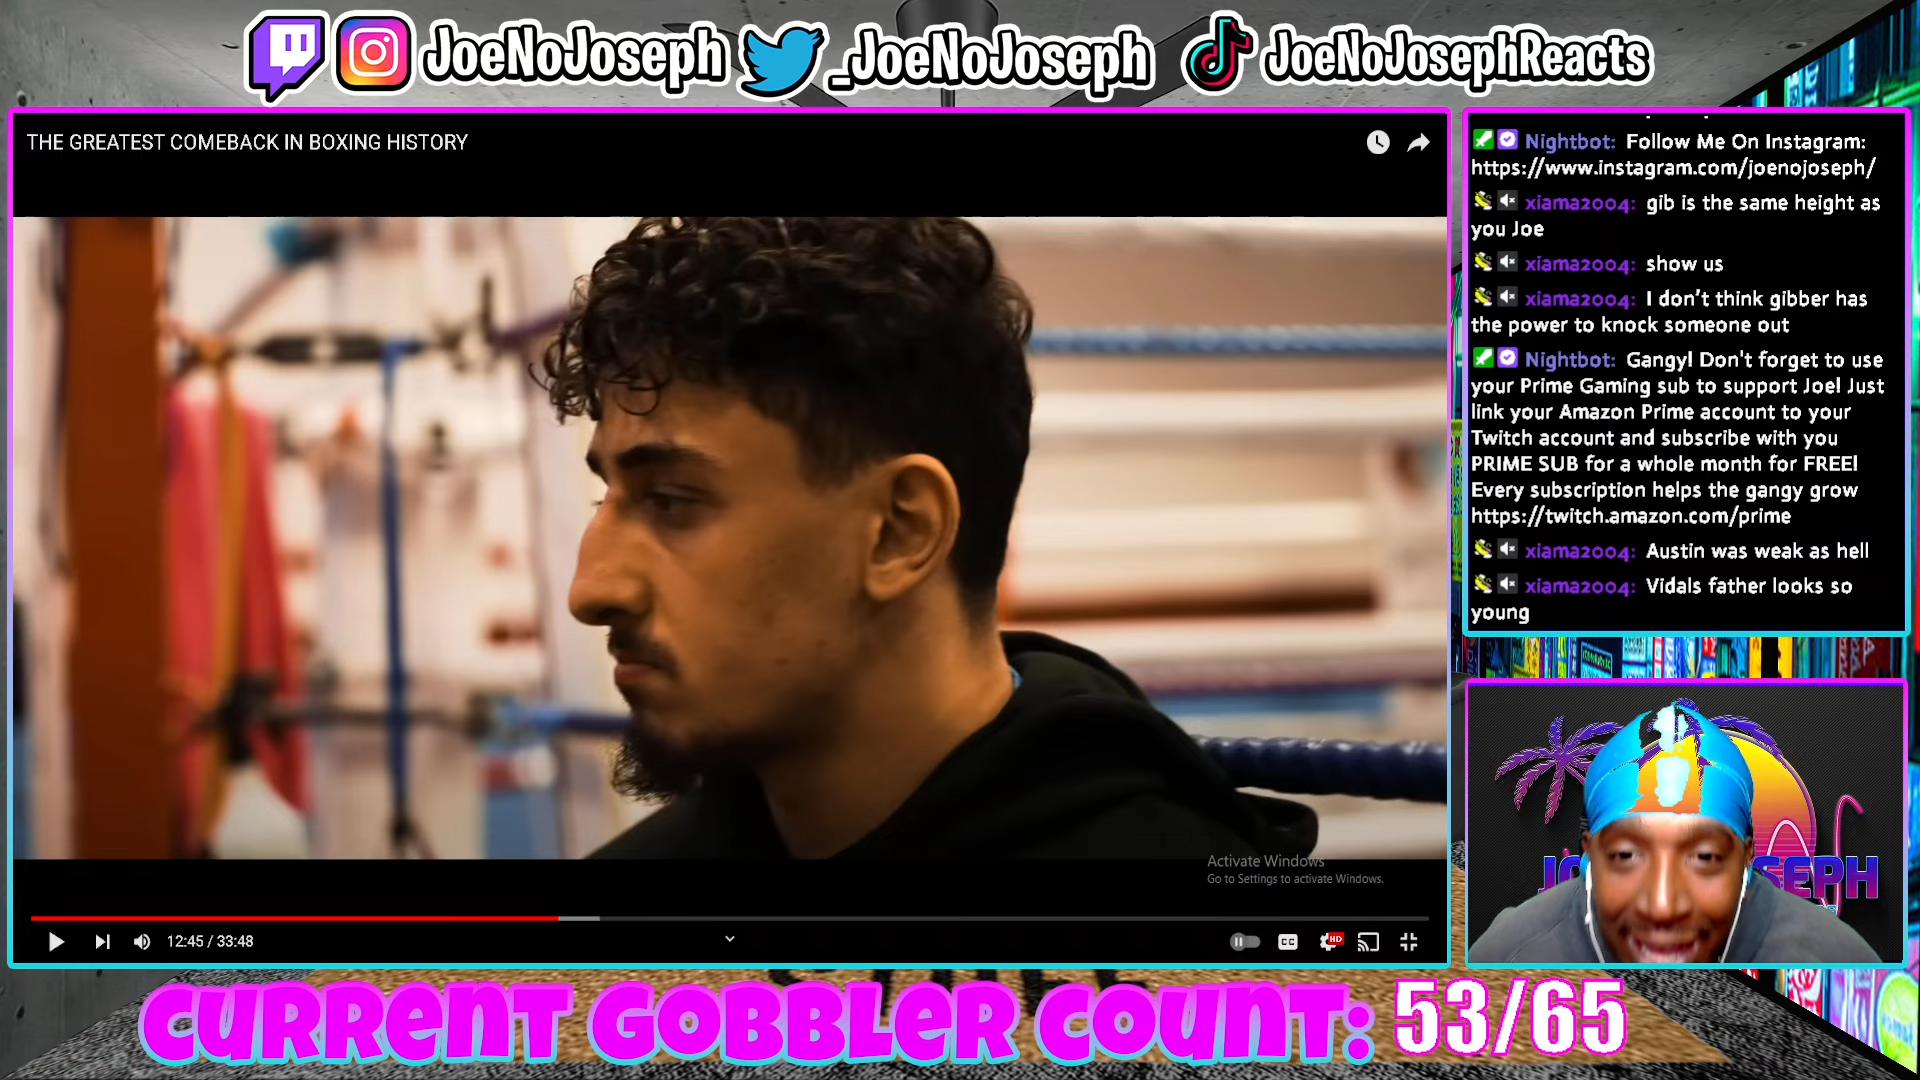 JoeNoJoseph _JoeNoJoseph JoeNoJosephReacts
THE GREATEST COMEBACK IN BOXING HISTORY
Nightbot: Follow Me On Instagram:
https://www.instagram.com/joenojoseph/
xiama2004: gib is the same height as
you Joe
xiama2004: show us
xiama2004: I don't think gibber has
the power to knock someone out
Nightbot: Gangy! Don't forget to use
your Prime Gaming sub to support Joe! Just
link your Amazon Prime account to your
Twitch account and subscribe with you
PRIME SUB for a whole month for FREE!
Every subscription helps the gangy grow
https://twitch.amazon.com/prime
xiama2004: Austin was weak as hell
xiama2004: Vidals father looks so
young
Activate Windows
Go to Settings to activate Windows.
12:45 / 33:48
CC
HD
CURRENT GOBBLER COUNT: 53/65